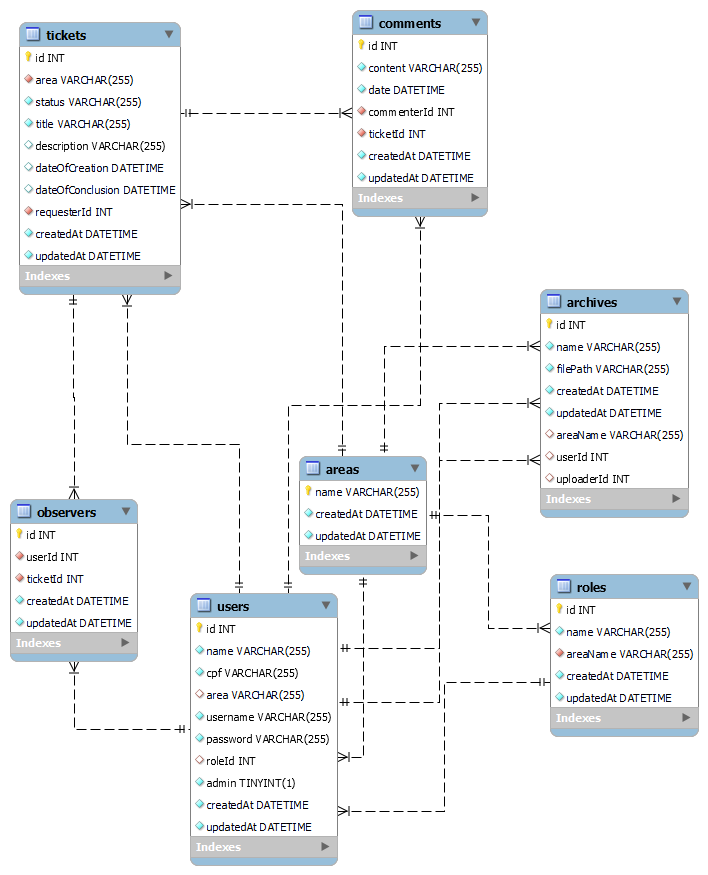 tickets
id INT
area VARCHAR(255)
status VARCHAR(255)
title VARCHAR(255)
description VARCHAR(255)
dateOfCreation DATETIME
dateOfConclusion DATETIME
requesterId INT
createdAt DATETIME
updatedAt DATETIME
Indexes
comments
id INT
content VARCHAR(255)
date DATETIME
commenterId INT
ticketId INT
createdAt DATETIME
updatedAt DATETIME
Indexes
archives
id INT
name VARCHAR(255)
filePath VARCHAR(255)
createdAt DATETIME
updatedAt DATETIME
areaName VARCHAR(255)
userId INT
uploaderId INT
Indexes
areas
name VARCHAR(255)
createdAt DATETIME
updatedAt DATETIME
Indexes
observers
id INT
userId INT
ticketId INT
createdAt DATETIME
updatedAt DATETIME
Indexes
users
id INT
name VARCHAR(255)
cpf VARCHAR(255)
area VARCHAR(255)
username VARCHAR(255)
password VARCHAR(255)
roleId INT
admin TINYINT(1)
createdAt DATETIME
updatedAt DATETIME
Indexes
roles
id INT
name VARCHAR(255)
areaName VARCHAR(255)
createdAt DATETIME
updatedAt DATETIME
Indexes